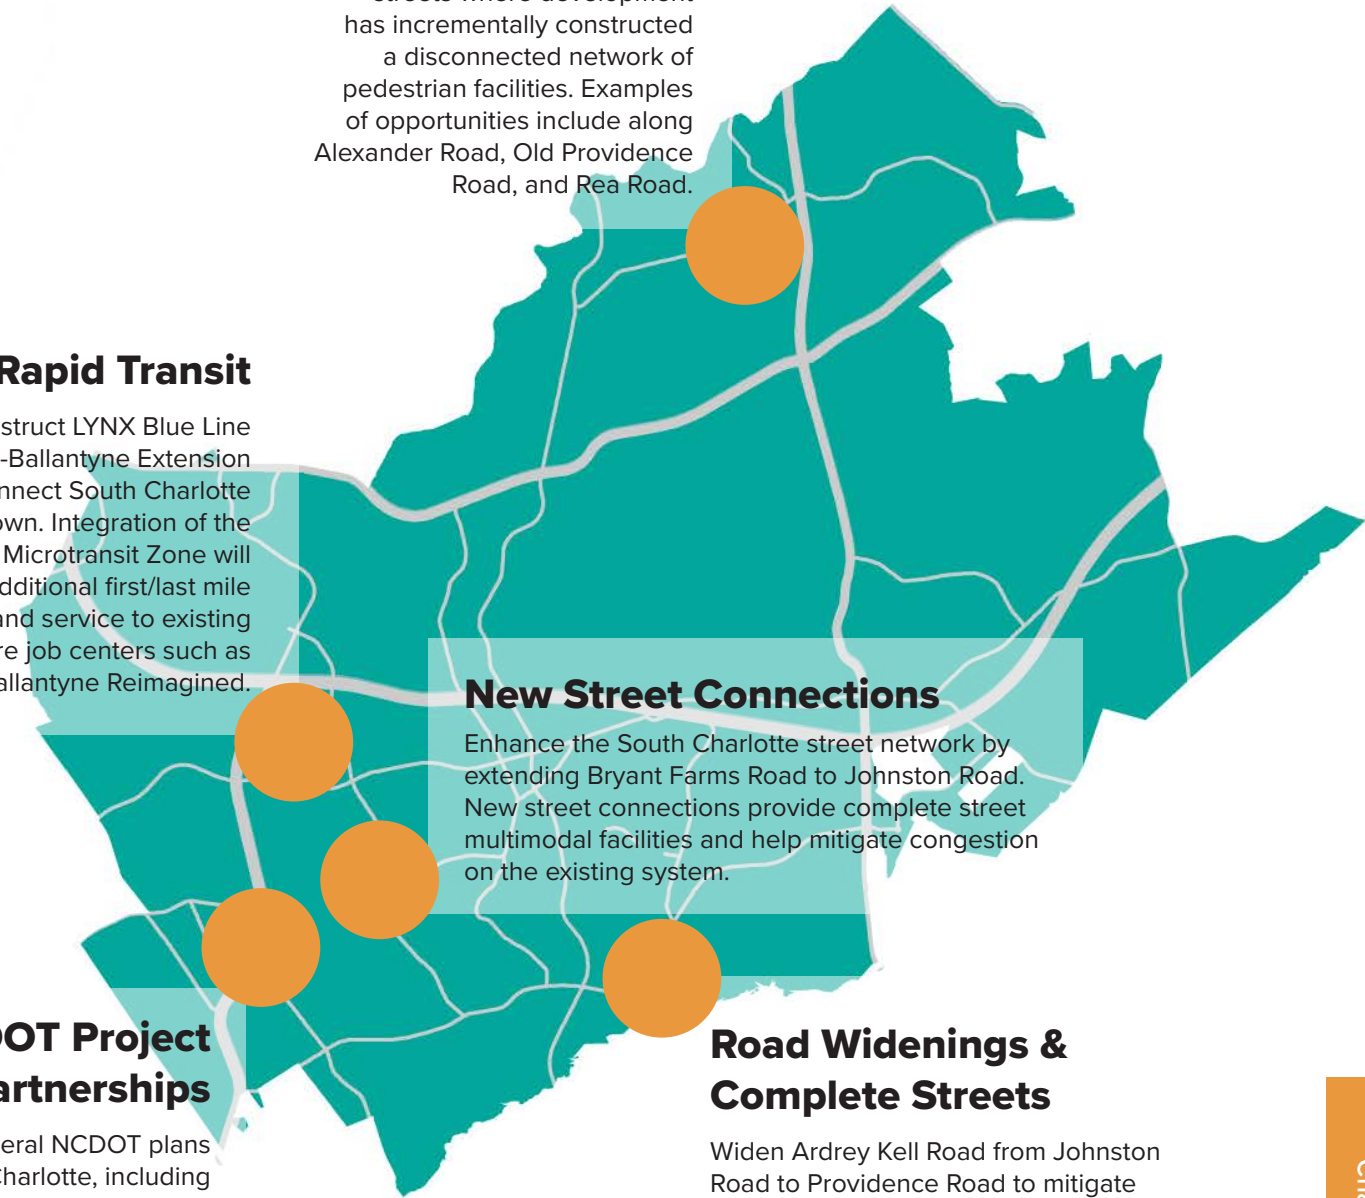 has incrementally constructed
a disconnected network of
pedestrian facilities. Examples
of opportunities include along
Alexander Road, Old Providence
Road, and Rea Road.
Rapid Transit
struct LYNX Blue Line
-Ballantyne Extension
nnect South Charlotte
own. Integration of the
Microtransit Zone will
dditional first/last mile
and service to existing
re job centers such as
allantyne Reimagined.
New Street Connections
Enhance the South Charlotte street network by
extending Bryant Farms Road to Johnston Road.
New street connections provide complete street
multimodal facilities and help mitigate congestion
on the existing system.
OT Project
artnerships
eral NCDOT plans
Charlotte, including
Road Widenings &
Complete Streets
Widen Ardrey Kell Road from Johnston
Road to Providence Road to mitigate